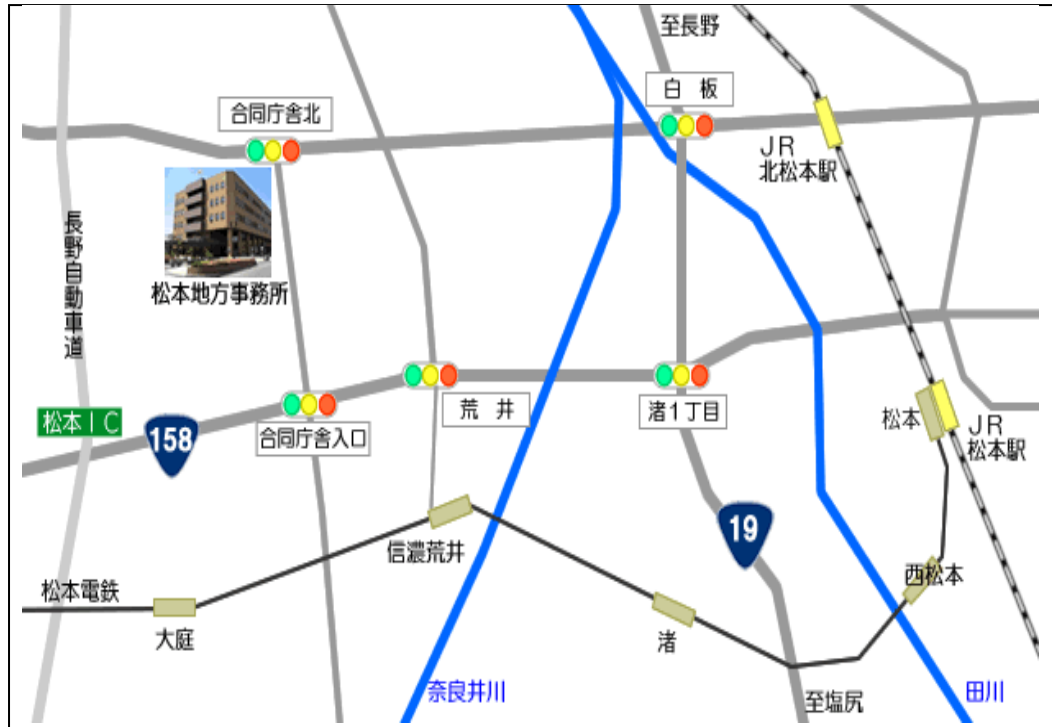 至長野
白板
合同庁舎北
JR
北松本駅
長野自動車道
松本地方事務所
松本IC
158
合同庁舎入口
荒井
渚1丁目
松本
JR
松本駅
19
信濃荒井
西松本
松本電鉄
大庭
渚
奈良井川
至塩尻
田川